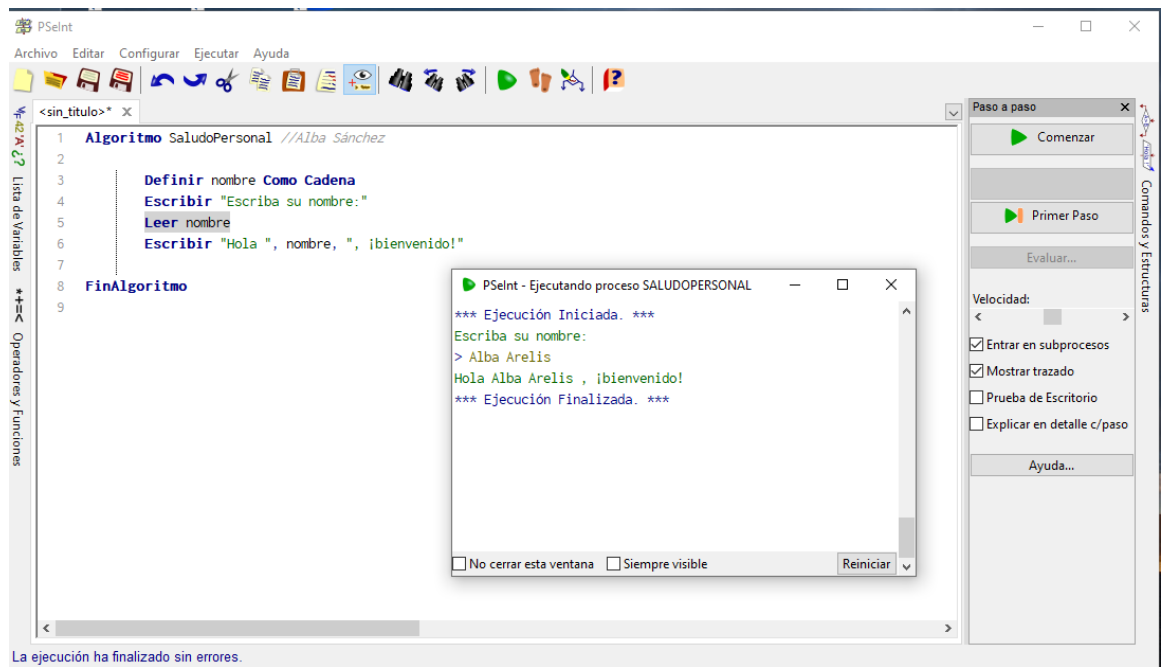 PSeInt
Archivo Editar Configurar Ejecutar Ayuda
<sin_titulo>* X
1 Algoritmo SaludoPersonal //Alba Sánchez
2
3 Definir nombre Como Cadena
4 Escribir "Escriba su nombre:"
5 Leer nombre
6 Escribir "Hola ", nombre, ", ¡bienvenido!"
7
8 FinAlgoritmo
9
PSeInt - Ejecutando proceso SALUDOPERSONAL
*** Ejecución Iniciada. ***
Escriba su nombre:
> Alba Arelis
Hola Alba Arelis , ¡bienvenido!
*** Ejecución Finalizada. ***
No cerrar esta ventana Siempre visible Reiniciar
Paso a paso
Comenzar
Primer Paso
Evaluar...
Velocidad:
Entrar en subprocesos
Mostrar trazado
Prueba de Escritorio
Explicar en detalle c/paso
Ayuda...
42 'A' ¿? Lista de Variables
*+=< Operadores y Funciones
Comandos y Estructuras
La ejecución ha finalizado sin errores.